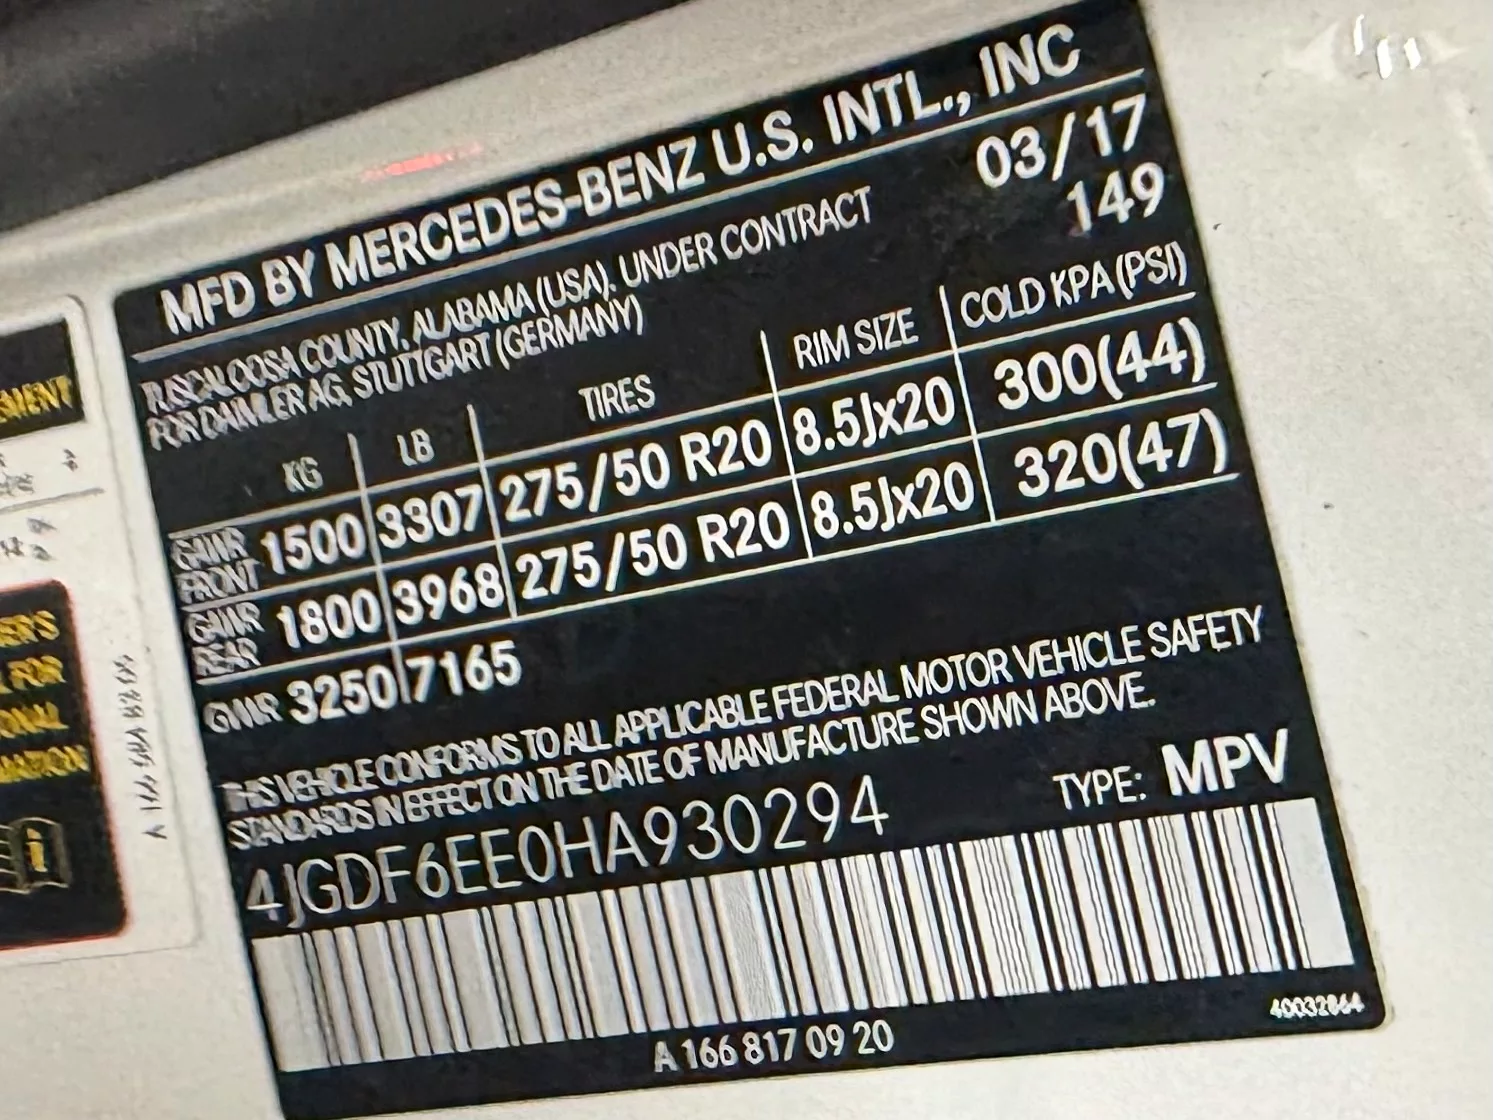 MFD BY MERCEDES-BENZ U.S. INTL., INC
03/17
149
TUSCALOOSA COUNTY, ALABAMA (USA), UNDER CONTRACT
FOR DAIMLER AG, STUTTGART (GERMANY)
KG LB TIRES RIM SIZE COLD KPA (PSI)
GAWR FRONT 1500 3307 275/50 R20 8.5Jx20 300(44)
GAWR REAR 1800 3968 275/50 R20 8.5Jx20 320(47)
GVWR 3250 7165
THIS VEHICLE CONFORMS TO ALL APPLICABLE FEDERAL MOTOR VEHICLE SAFETY
STANDARDS IN EFFECT ON THE DATE OF MANUFACTURE SHOWN ABOVE.
4JGDF6EE0HA930294 TYPE: MPV
A 166 817 09 20
40032864
ER'S
FOR